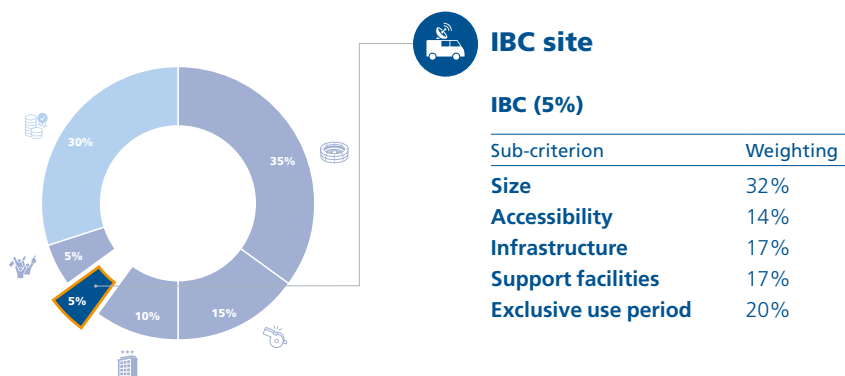 IBC site
IBC (5%)
Sub-criterion Weighting
Size 32%
Accessibility 14%
Infrastructure 17%
Support facilities 17%
Exclusive use period 20%
30%
35%
5%
5%
10%
15%